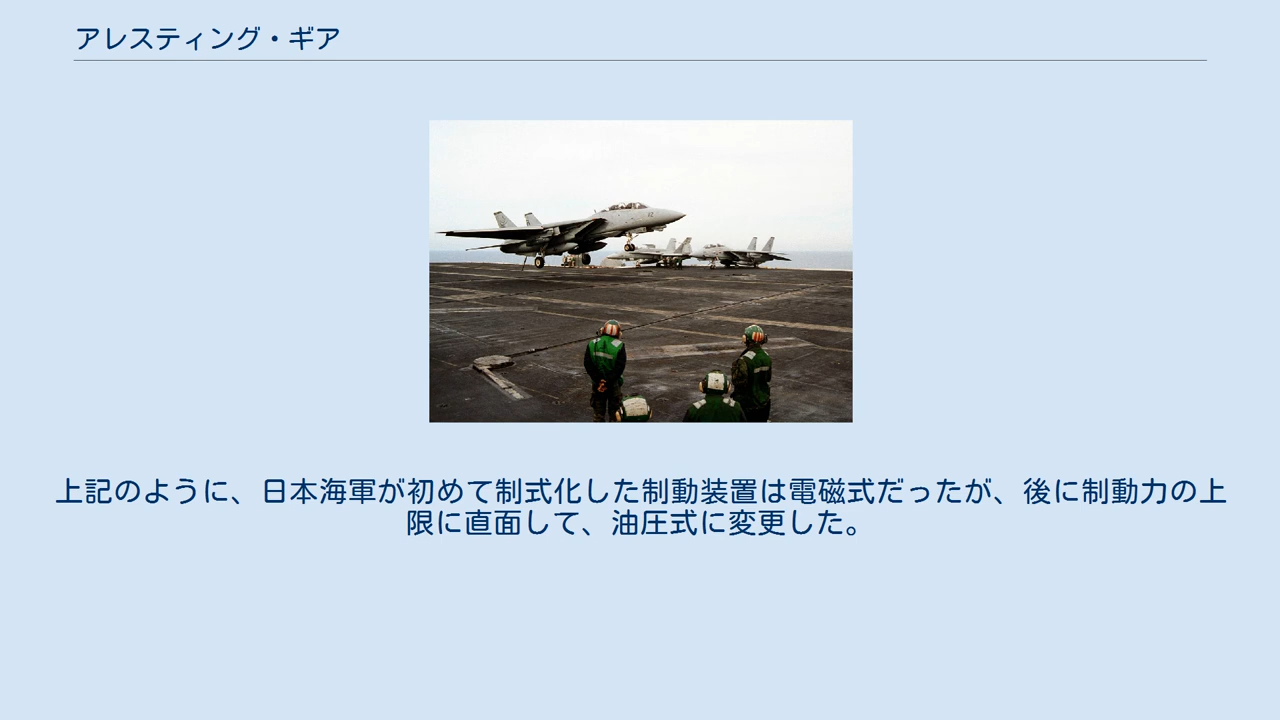 アレスティング・ギア
上記のように、日本海軍が初めて制式化した制動装置は電磁式だったが、後に制動力の上
限に直面して、油圧式に変更した。